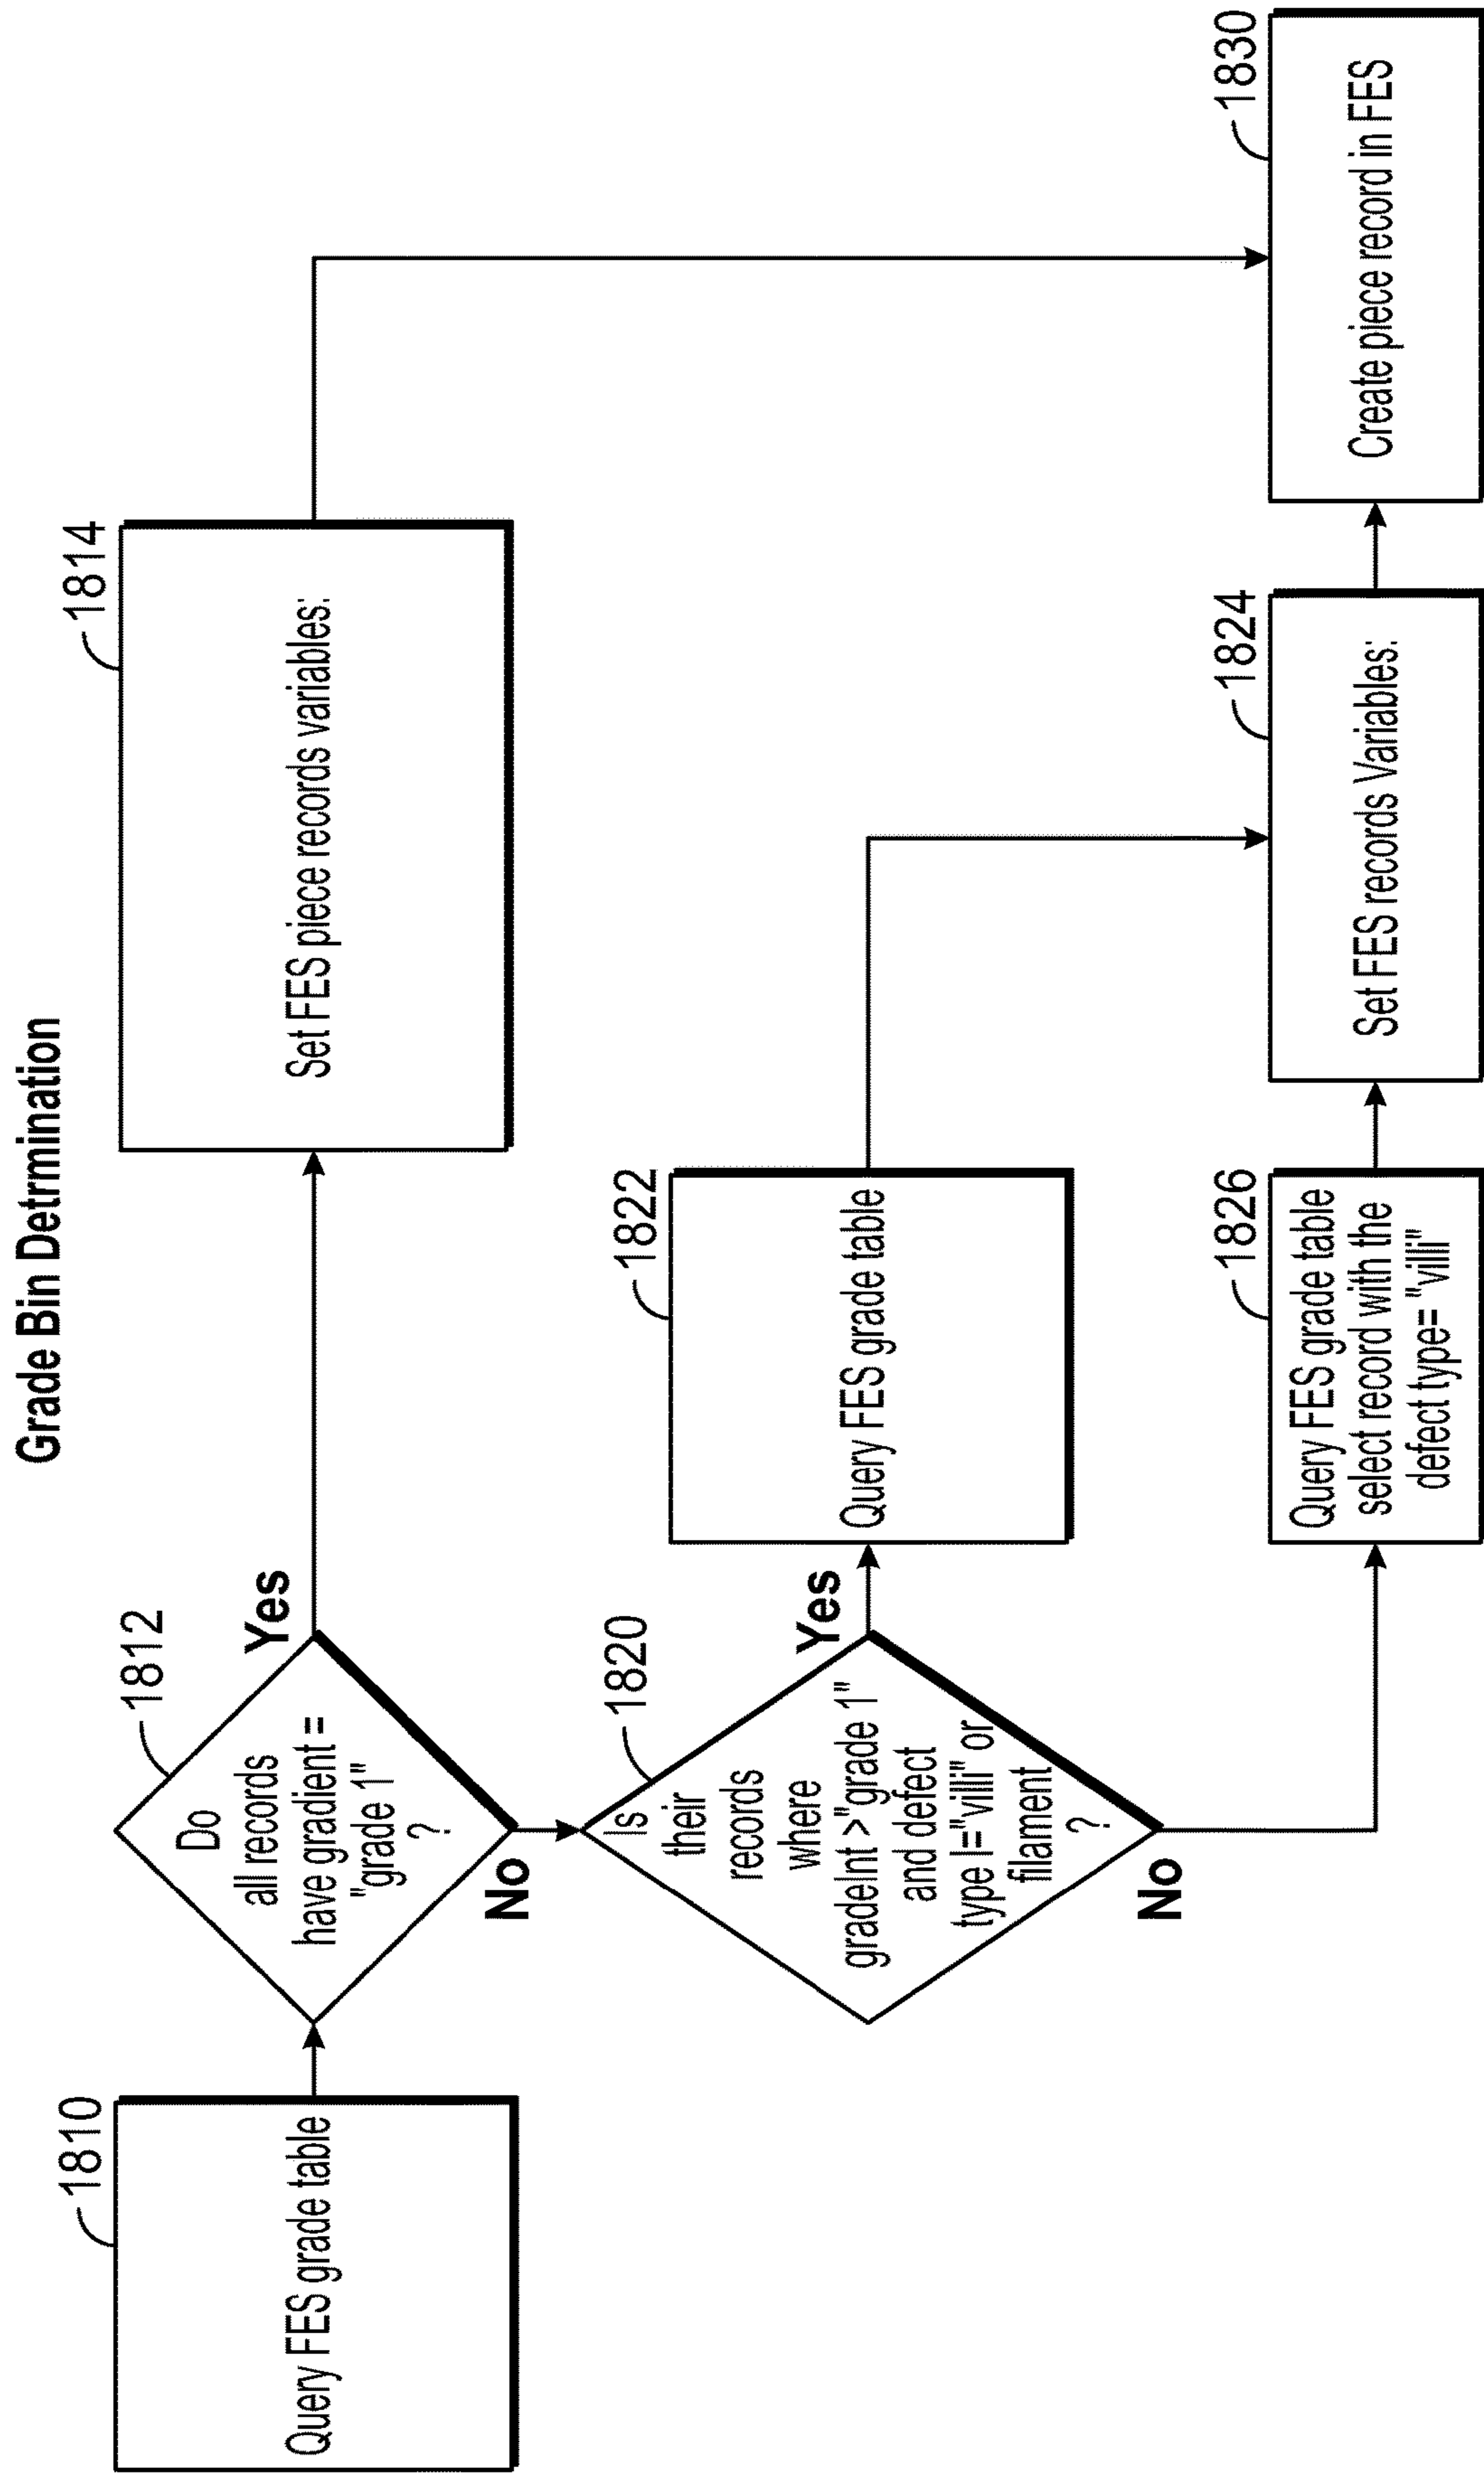 Grade Bin Detrmination
1810
Query FES grade table
1812
Do
all records
have gradient =
"grade 1"
?
Yes
No
1814
Set FES piece records variables:
1820
Is
their
records
where
gradeInt >"grade 1"
and defect
type !="villi" or
filament
?
Yes
No
1822
Query FES grade table
1826
Query FES grade table
select record with the
defect type= "villi"
1824
Set FES records Variables:
1830
Create piece record in FES